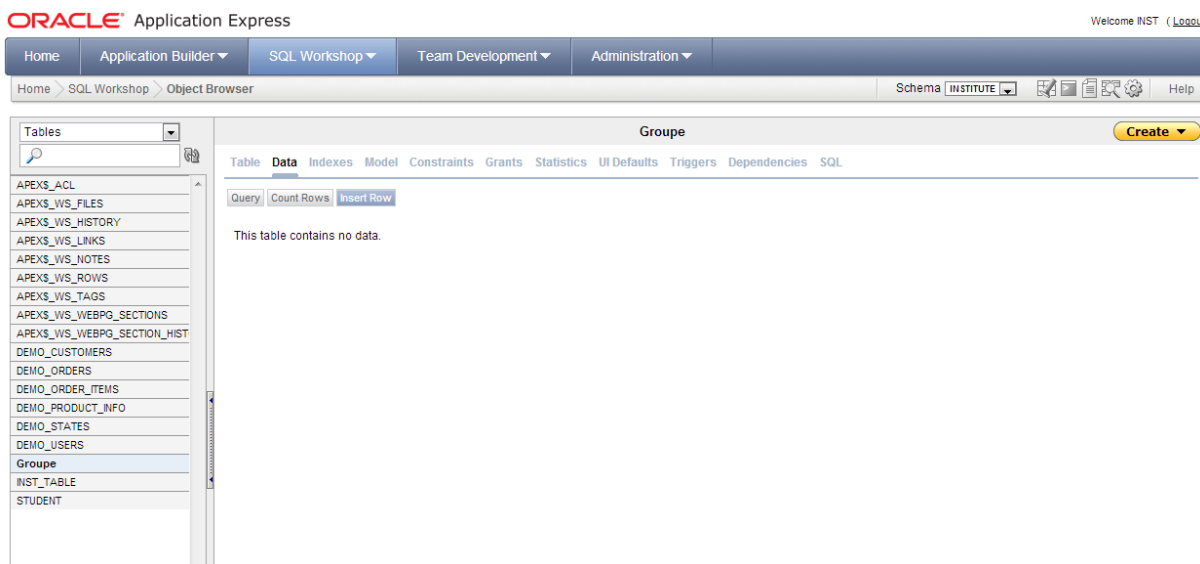 ORACLE Application Express
Welcome INST ( Logou
Home Application Builder SQL Workshop Team Development Administration
Home SQL Workshop Object Browser
Schema INSTITUTE Help
Tables
Groupe
Create
Table Data Indexes Model Constraints Grants Statistics UI Defaults Triggers Dependencies SQL
Query Count Rows Insert Row
This table contains no data.
APEX$_ACL
APEX$_WS_FILES
APEX$_WS_HISTORY
APEX$_WS_LINKS
APEX$_WS_NOTES
APEX$_WS_ROWS
APEX$_WS_TAGS
APEX$_WS_WEBPG_SECTIONS
APEX$_WS_WEBPG_SECTION_HIST
DEMO_CUSTOMERS
DEMO_ORDERS
DEMO_ORDER_ITEMS
DEMO_PRODUCT_INFO
DEMO_STATES
DEMO_USERS
Groupe
INST_TABLE
STUDENT